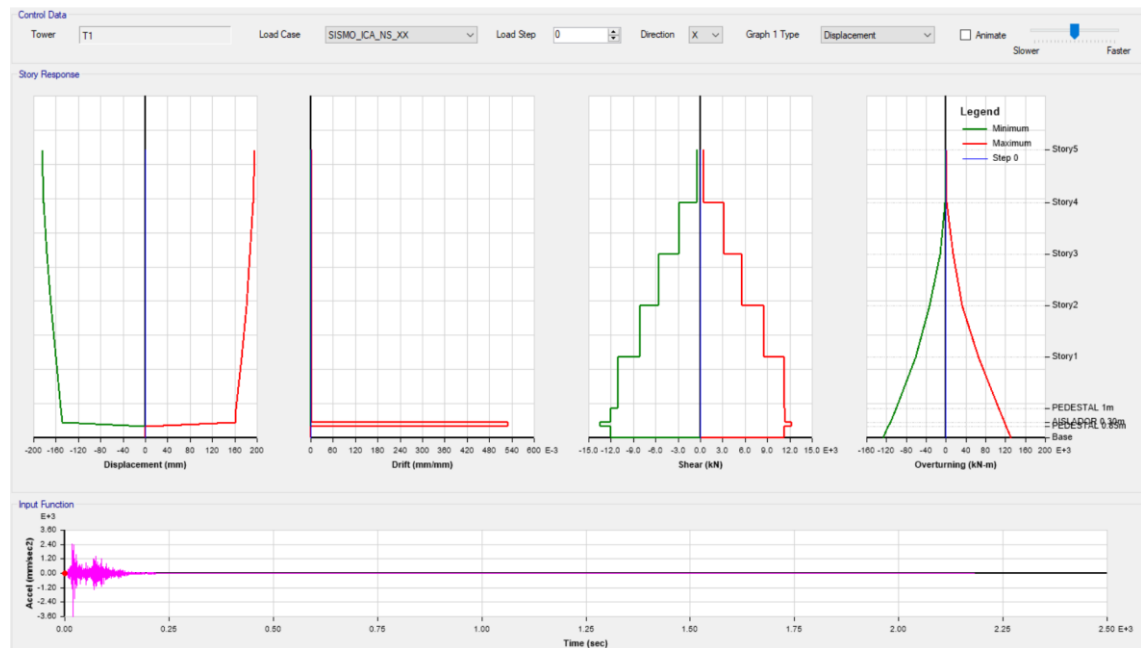 Control Data
Tower T1 Load Case SISMO_ICA_NS_XX Load Step 0 Direction X Graph 1 Type Displacement Animate
Slower Faster
Story Response
Legend
Minimum
Maximum
Step 0
Story5
Story4
Story3
Story2
Story1
PEDESTAL 1m
AISLADOR 0.30m
PEDESTAL 0.85m
Base
-200 -160 -120 -80 -40 0 40 80 120 160 200
Displacement (mm)
0 60 120 180 240 300 360 420 480 540 600 E-3
Drift (mm/mm)
-15.0 -12.0 -9.0 -6.0 -3.0 0.0 3.0 6.0 9.0 12.0 15.0 E+3
Shear (kN)
-160 -120 -80 -40 0 40 80 120 160 200 E+3
Overturning (kN-m)
Input Function
E+3
3.60
2.40
1.20
0.00
-1.20
-2.40
-3.60
Accel (mm/sec2)
0.00 0.25 0.50 0.75 1.00 1.25 1.50 1.75 2.00 2.25 2.50 E+3
Time (sec)